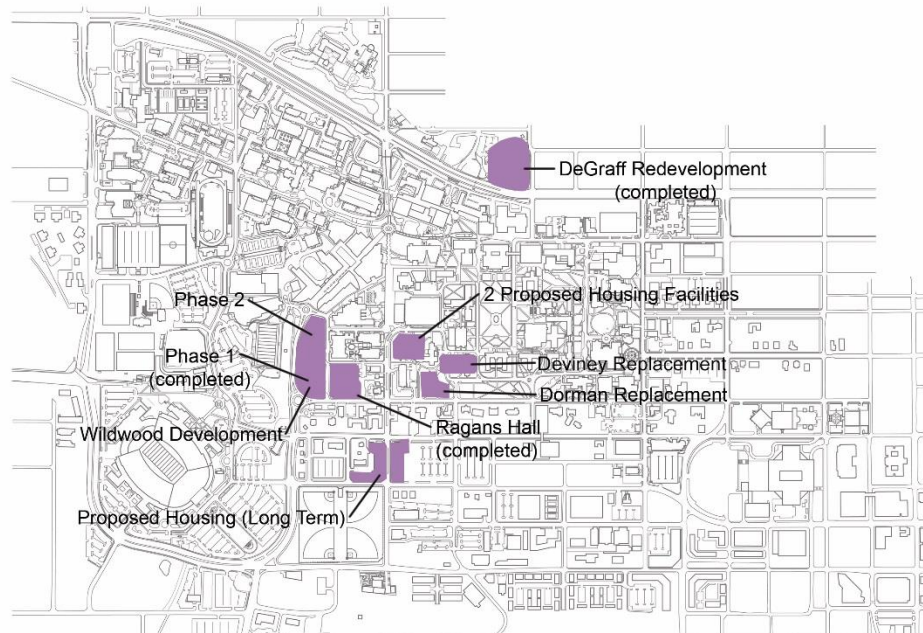 DeGraff Redevelopment
(completed)
Phase 2
2 Proposed Housing Facilities
Phase 1
(completed)
Deviney Replacement
Dorman Replacement
Wildwood Development
Ragans Hall
(completed)
Proposed Housing (Long Term)